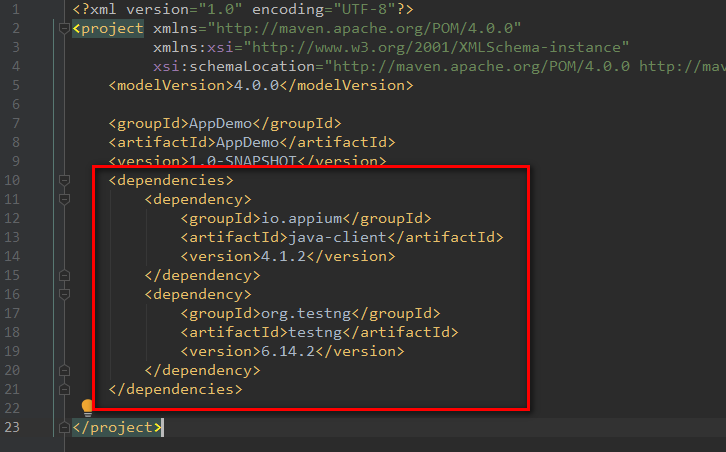 1 <?xml version="1.0" encoding="UTF-8"?>
2 <project xmlns="http://maven.apache.org/POM/4.0.0"
3 xmlns:xsi="http://www.w3.org/2001/XMLSchema-instance"
4 xsi:schemaLocation="http://maven.apache.org/POM/4.0.0 http://mav
5 <modelVersion>4.0.0</modelVersion>
6
7 <groupId>AppDemo</groupId>
8 <artifactId>AppDemo</artifactId>
9 <version>1.0-SNAPSHOT</version>
10 <dependencies>
11 <dependency>
12 <groupId>io.appium</groupId>
13 <artifactId>java-client</artifactId>
14 <version>4.1.2</version>
15 </dependency>
16 <dependency>
17 <groupId>org.testng</groupId>
18 <artifactId>testng</artifactId>
19 <version>6.14.2</version>
20 </dependency>
21 </dependencies>
22
23 </project>